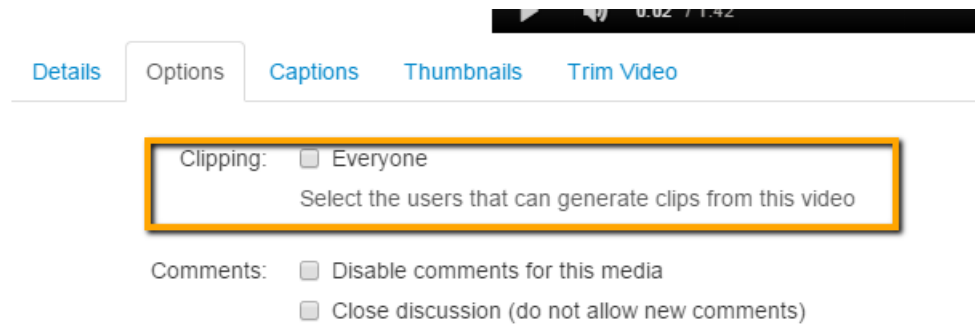 0:02 / 1:42
Details Options Captions Thumbnails Trim Video
Clipping: Everyone
Select the users that can generate clips from this video
Comments: Disable comments for this media
Close discussion (do not allow new comments)